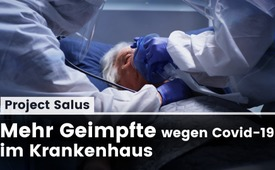 Project Salus
Mehr Geimpfte wegen Covid-19
im Krankenhaus